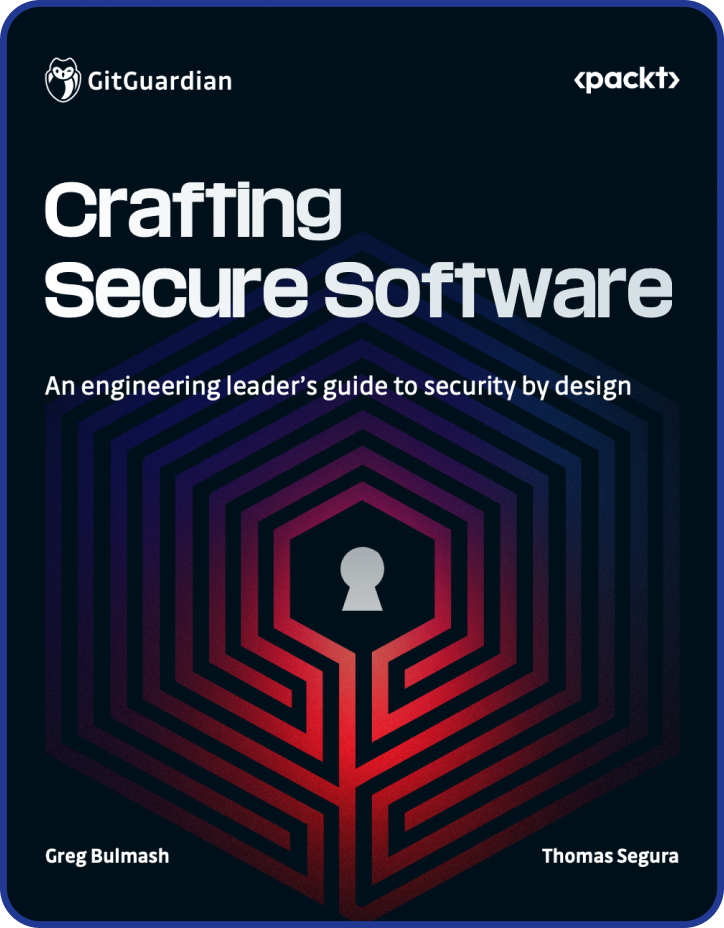 GitGuardian
<packt>
Crafting
Secure Software
An engineering leader’s guide to security by design
Greg Bulmash
Thomas Segura